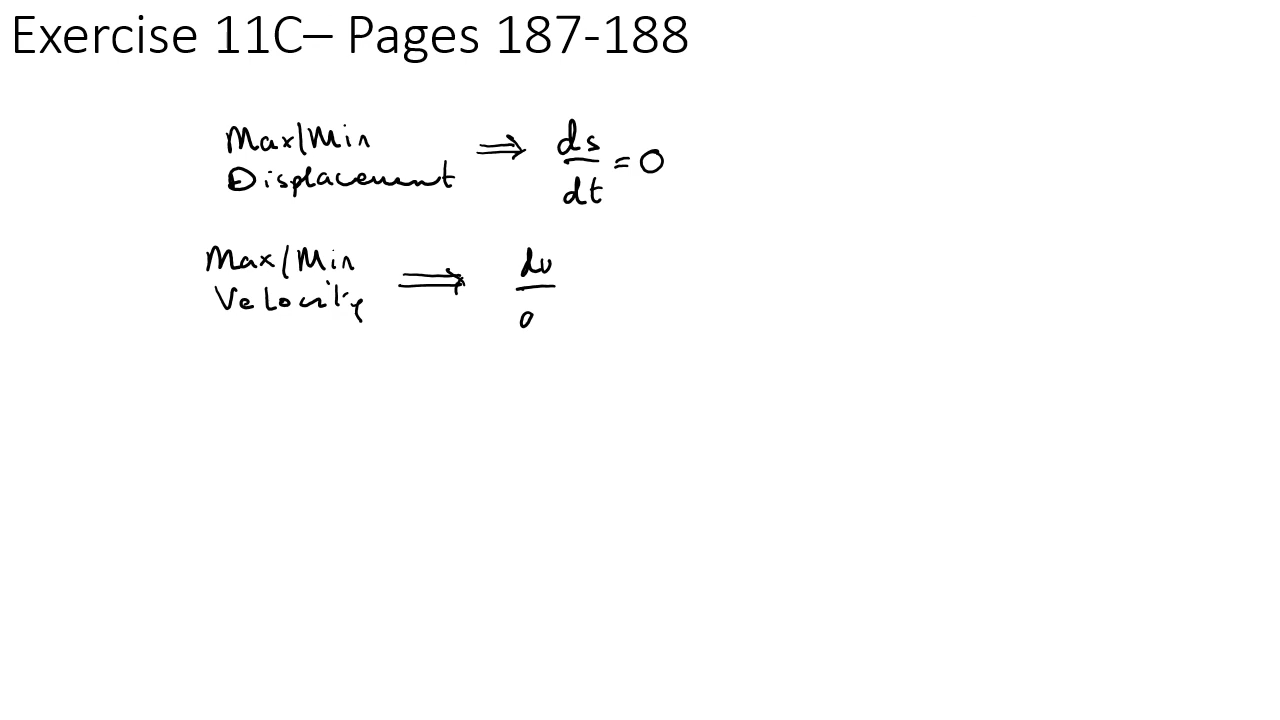 Exercise 11C– Pages 187-188
Max/Min
Displacement ⇒ ds/dt = 0
Max/Min
Velocity ⇒ dv/